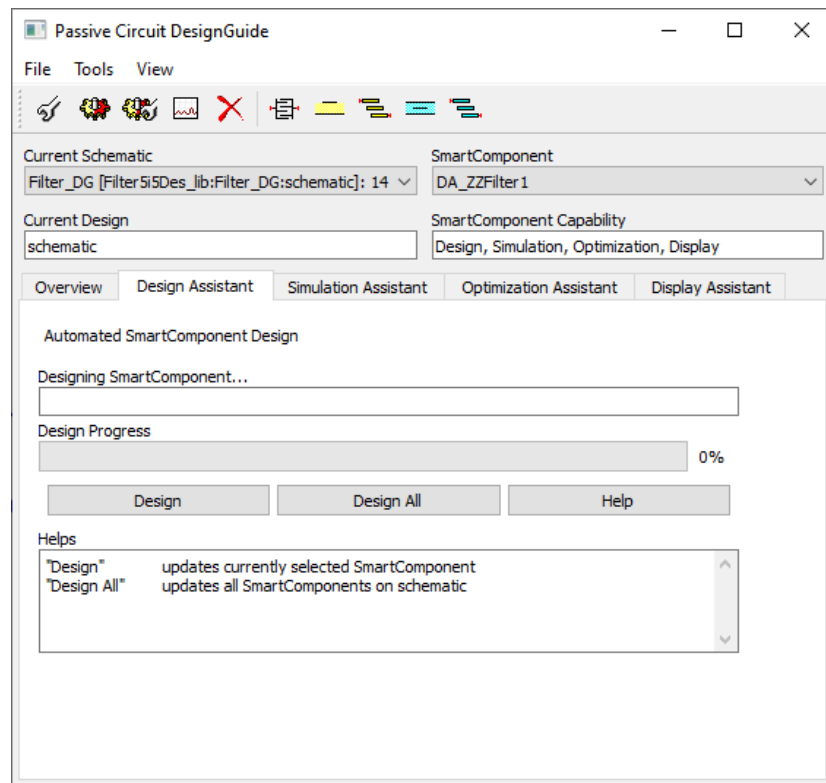 Passive Circuit DesignGuide
File Tools View
Current Schematic SmartComponent
Filter_DG [Filter5i5Des_lib:Filter_DG:schematic]: 14 DA_ZZFilter1
Current Design SmartComponent Capability
schematic Design, Simulation, Optimization, Display
Overview Design Assistant Simulation Assistant Optimization Assistant Display Assistant
Automated SmartComponent Design
Designing SmartComponent...
Design Progress
0%
Design Design All Help
Helps
"Design" updates currently selected SmartComponent
"Design All" updates all SmartComponents on schematic